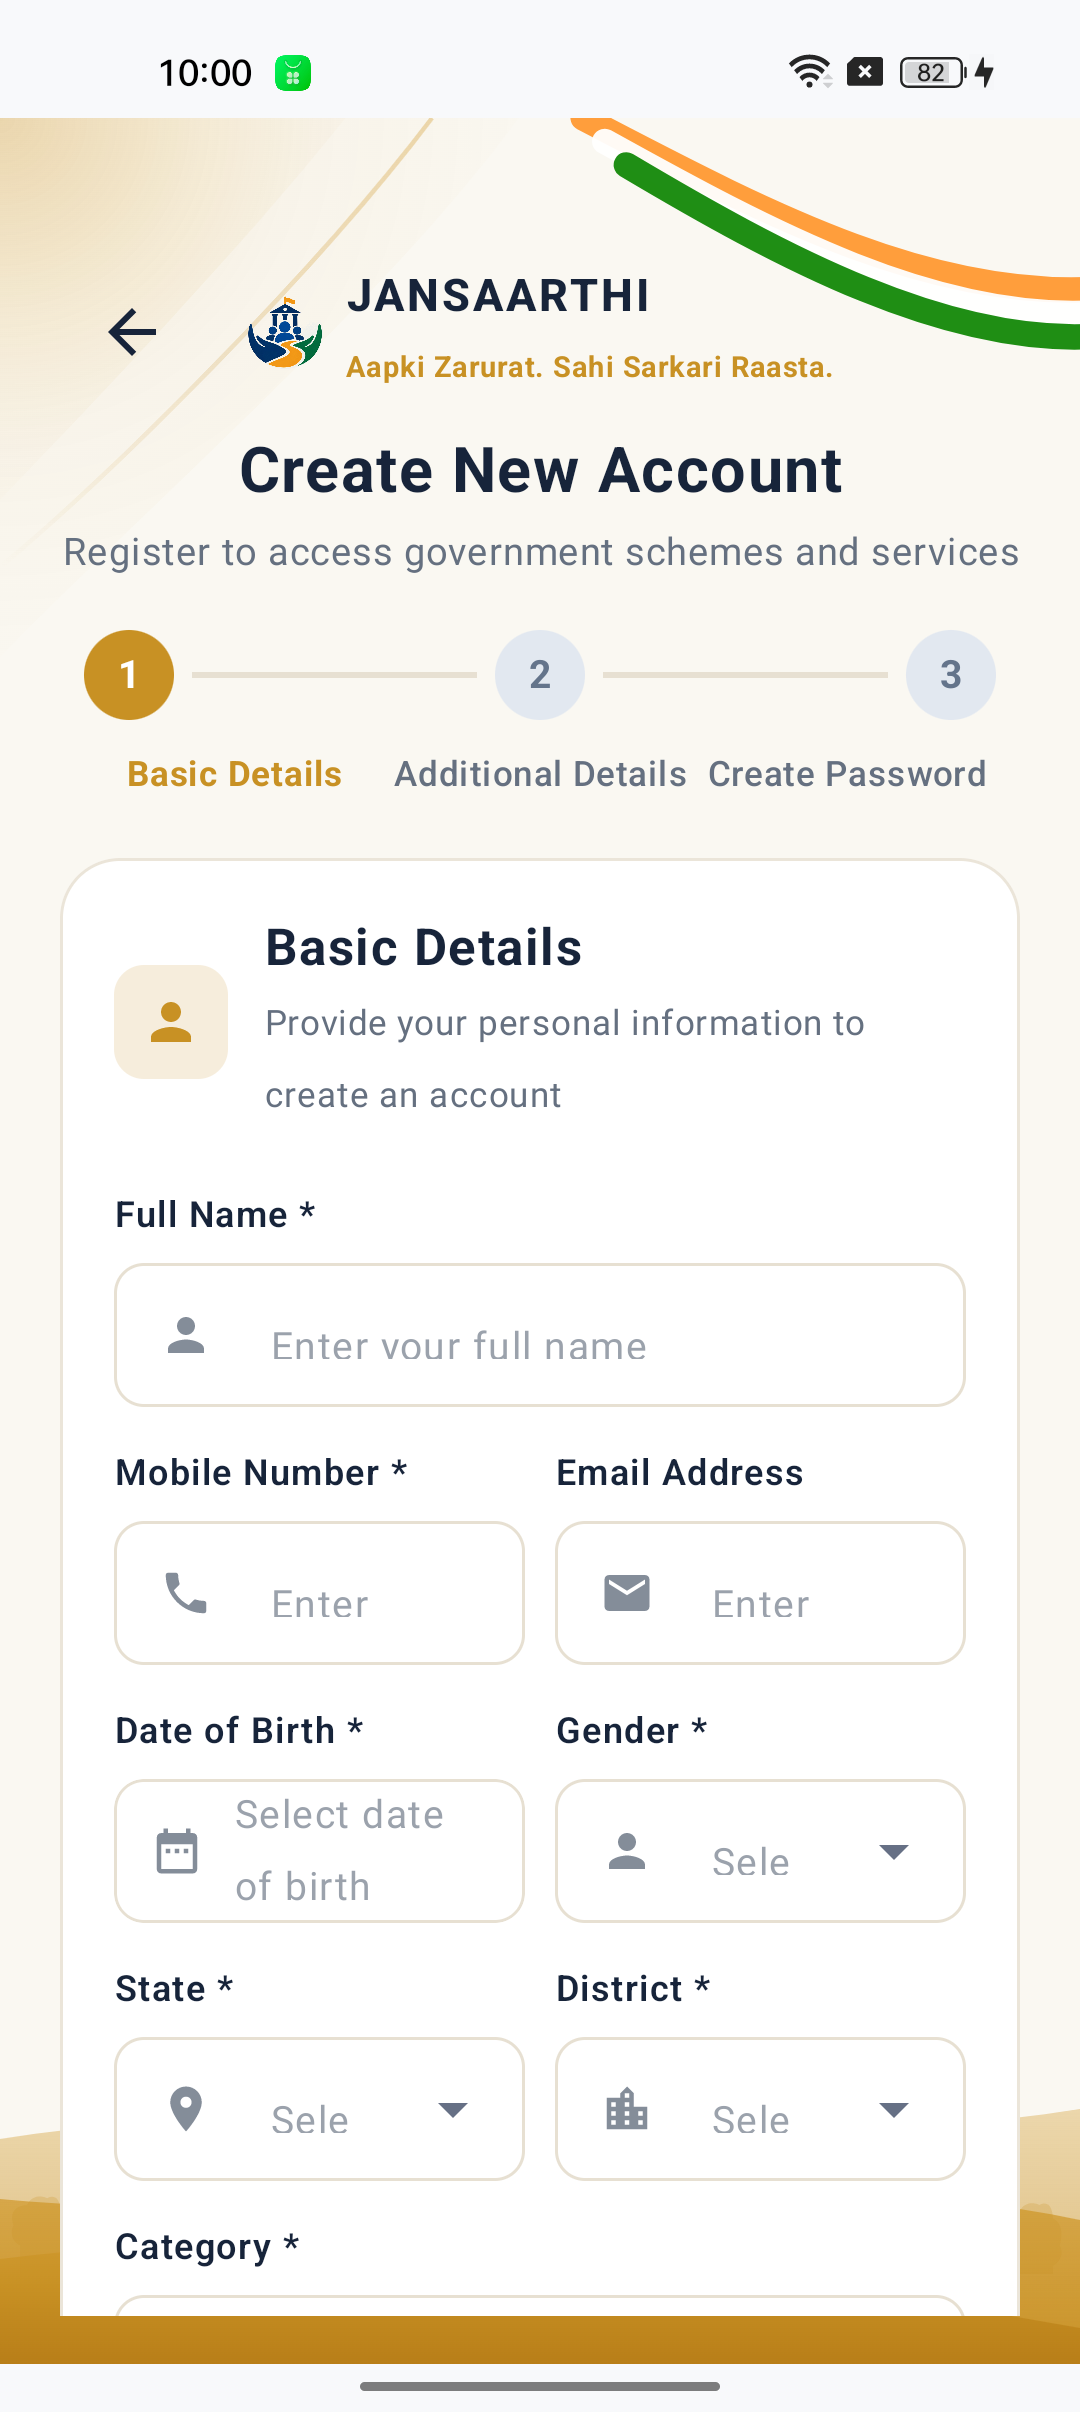 10:00
82
JANSAARTHI
Aapki Zarurat. Sahi Sarkari Raasta.
Create New Account
Register to access government schemes and services
1 2 3
Basic Details Additional Details Create Password
Basic Details
Provide your personal information to
create an account
Full Name *
Enter your full name
Mobile Number * Email Address
Enter Enter
Date of Birth * Gender *
Select date
of birth
Sele
State * District *
Sele Sele
Category *